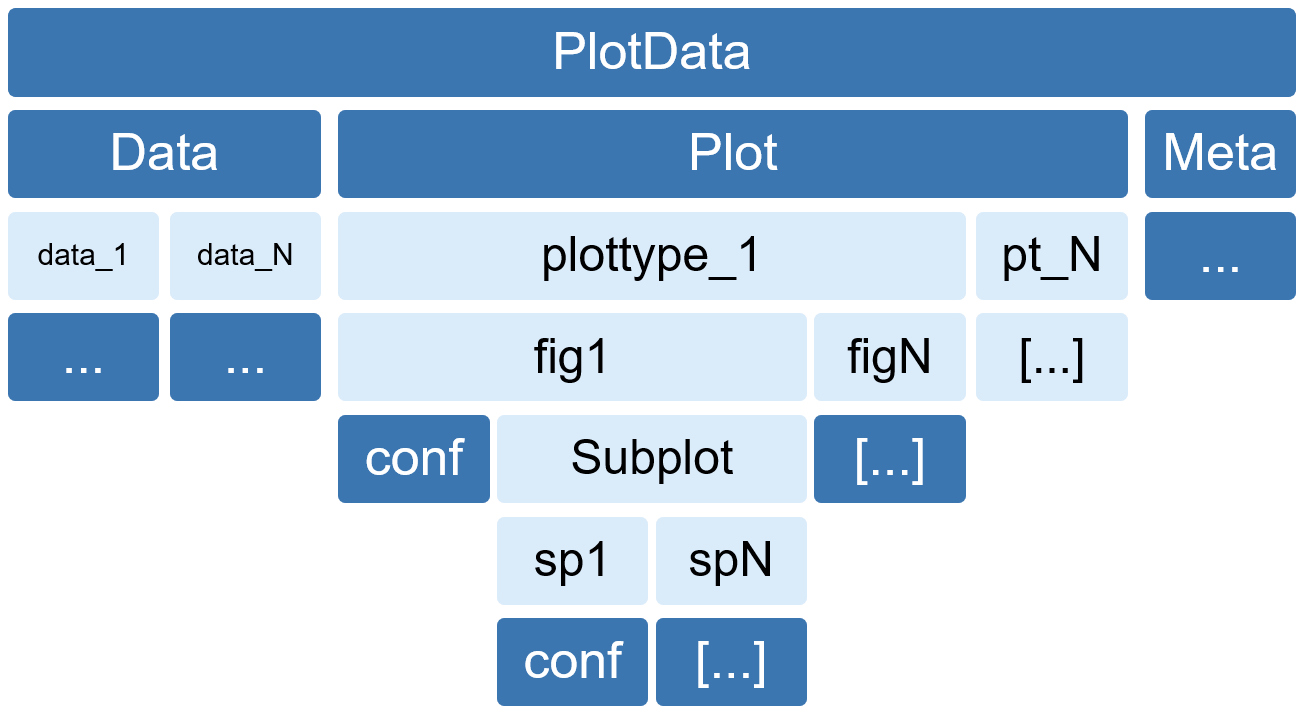 PlotData
Data Plot Meta
data_1 data_N plottype_1 pt_N ...
... ... fig1 figN [...]
conf Subplot [...]
sp1 spN
conf [...]